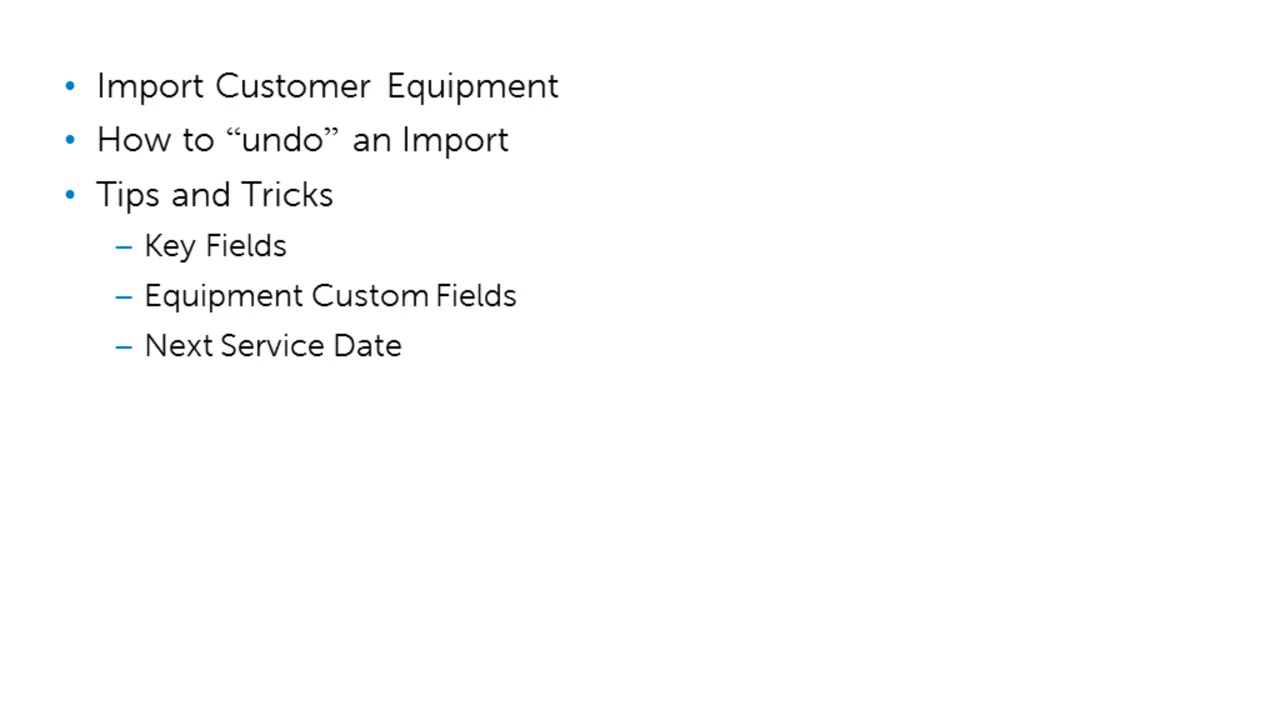 • Import Customer Equipment
• How to “undo” an Import
• Tips and Tricks
– Key Fields
– Equipment Custom Fields
– Next Service Date